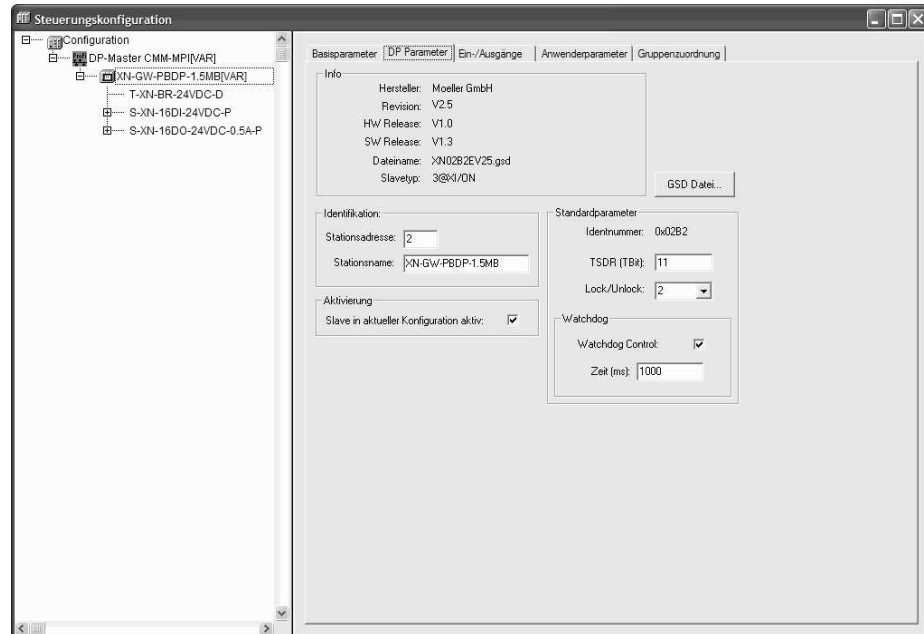 Steuerungskonfiguration
Configuration
DP-Master CMM-MPI[VAR]
XN-GW-PBDP-1.5MB[VAR]
T-XN-BR-24VDC-D
S-XN-16DI-24VDC-P
S-XN-16DO-24VDC-0.5A-P
Basisparameter DP Parameter Ein-/Ausgänge Anwenderparameter Gruppenzuordnung
Info
Hersteller: Moeller GmbH
Revision: V2.5
HW Release: V1.0
SW Release: V1.3
Dateiname: XN02B2EV25.gsd
Slavetyp: 3@XI/ON
GSD Datei...
Identifikation:
Stationsadresse: 2
Stationsname: XN-GW-PBDP-1.5MB
Aktivierung
Slave in aktueller Konfiguration aktiv:
Standardparameter
Identnummer: 0x02B2
TSDR (TBit): 11
Lock/Unlock: 2
Watchdog
Watchdog Control:
Zeit (ms): 1000